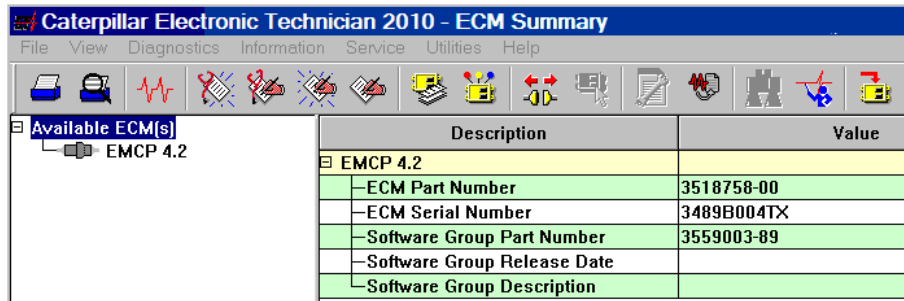 Caterpillar Electronic Technician 2010 - ECM Summary
File View Diagnostics Information Service Utilities Help
Available ECM(s)
EMCP 4.2
Description Value
EMCP 4.2
ECM Part Number 3518758-00
ECM Serial Number 3489B004TX
Software Group Part Number 3559003-89
Software Group Release Date
Software Group Description